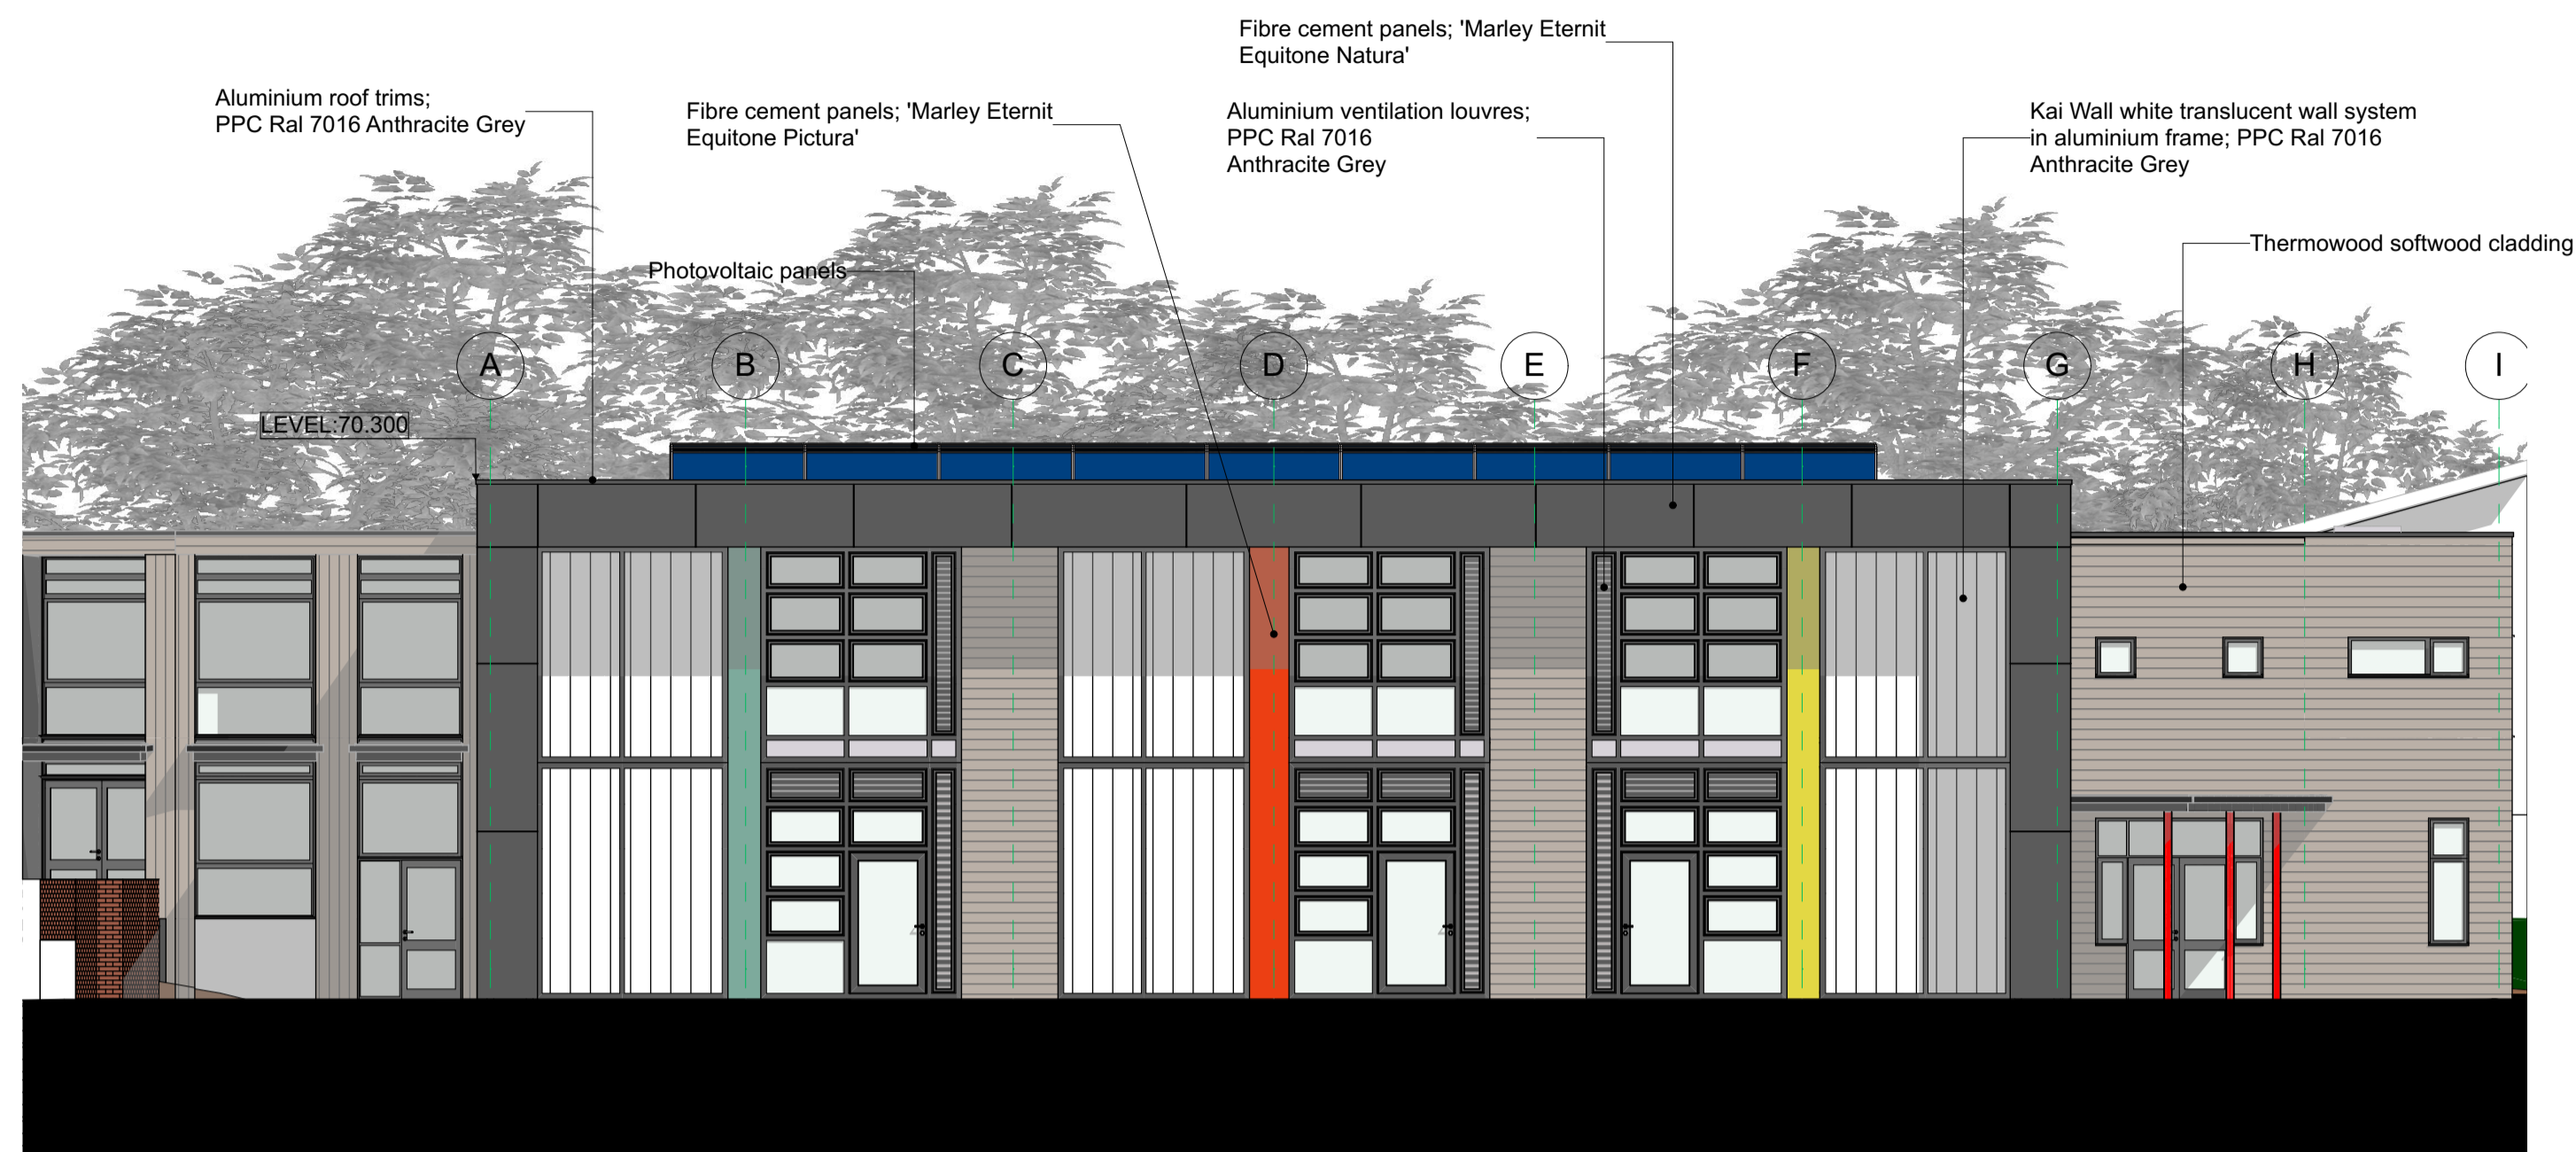 Fibre cement panels; 'Marley Eternit
Equitone Natura'
Aluminium roof trims;
PPC Ral 7016 Anthracite Grey
Fibre cement panels; 'Marley Eternit
Equitone Pictura'
Aluminium ventilation louvres;
PPC Ral 7016
Anthracite Grey
Kai Wall white translucent wall system
in aluminium frame; PPC Ral 7016
Anthracite Grey
Thermowood softwood cladding
Photovoltaic panels
A
B
C
D
E
F
G
H
I
LEVEL:70.300